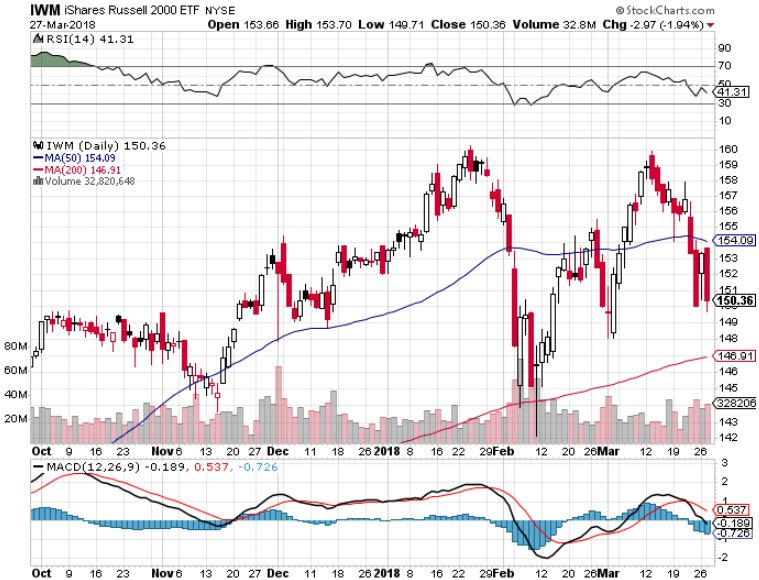 IWM iShares Russell 2000 ETF NYSE © StockCharts.com
27-Mar-2018 Open 153.66 High 153.70 Low 149.71 Close 150.36 Volume 32.8M Chg -2.97 (-1.94%)
RSI(14) 41.31
90
70
50
41.31
30
10
IWM (Daily) 150.36
MA(50) 154.09
MA(200) 146.91
Volume 32,820,648
160
159
158
157
156
155
154.09
153
152
151
150.36
149
148
146.91
146
145
328206
143
142
80M
60M
40M
20M
Oct 9 16 23 Nov 6 13 20 27 Dec 11 18 2018 8 16 22 29 Feb 12 20 26 Mar 12 19 26
MACD(12,26,9) -0.189, 0.537, -0.726
3
2
1
0.537
-0.189
-0.726
-2
Oct 9 16 23 Nov 6 13 20 27 Dec 11 18 2018 8 16 22 29 Feb 12 20 26 Mar 12 19 26